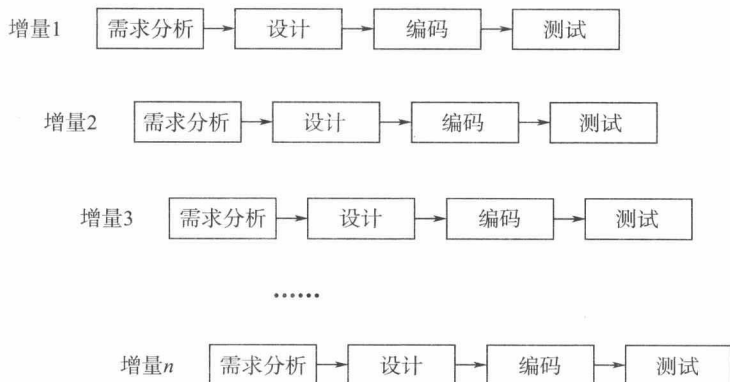 增量1 需求分析 设计 编码 测试
增量2 需求分析 设计 编码 测试
增量3 需求分析 设计 编码 测试
……
增量n 需求分析 设计 编码 测试